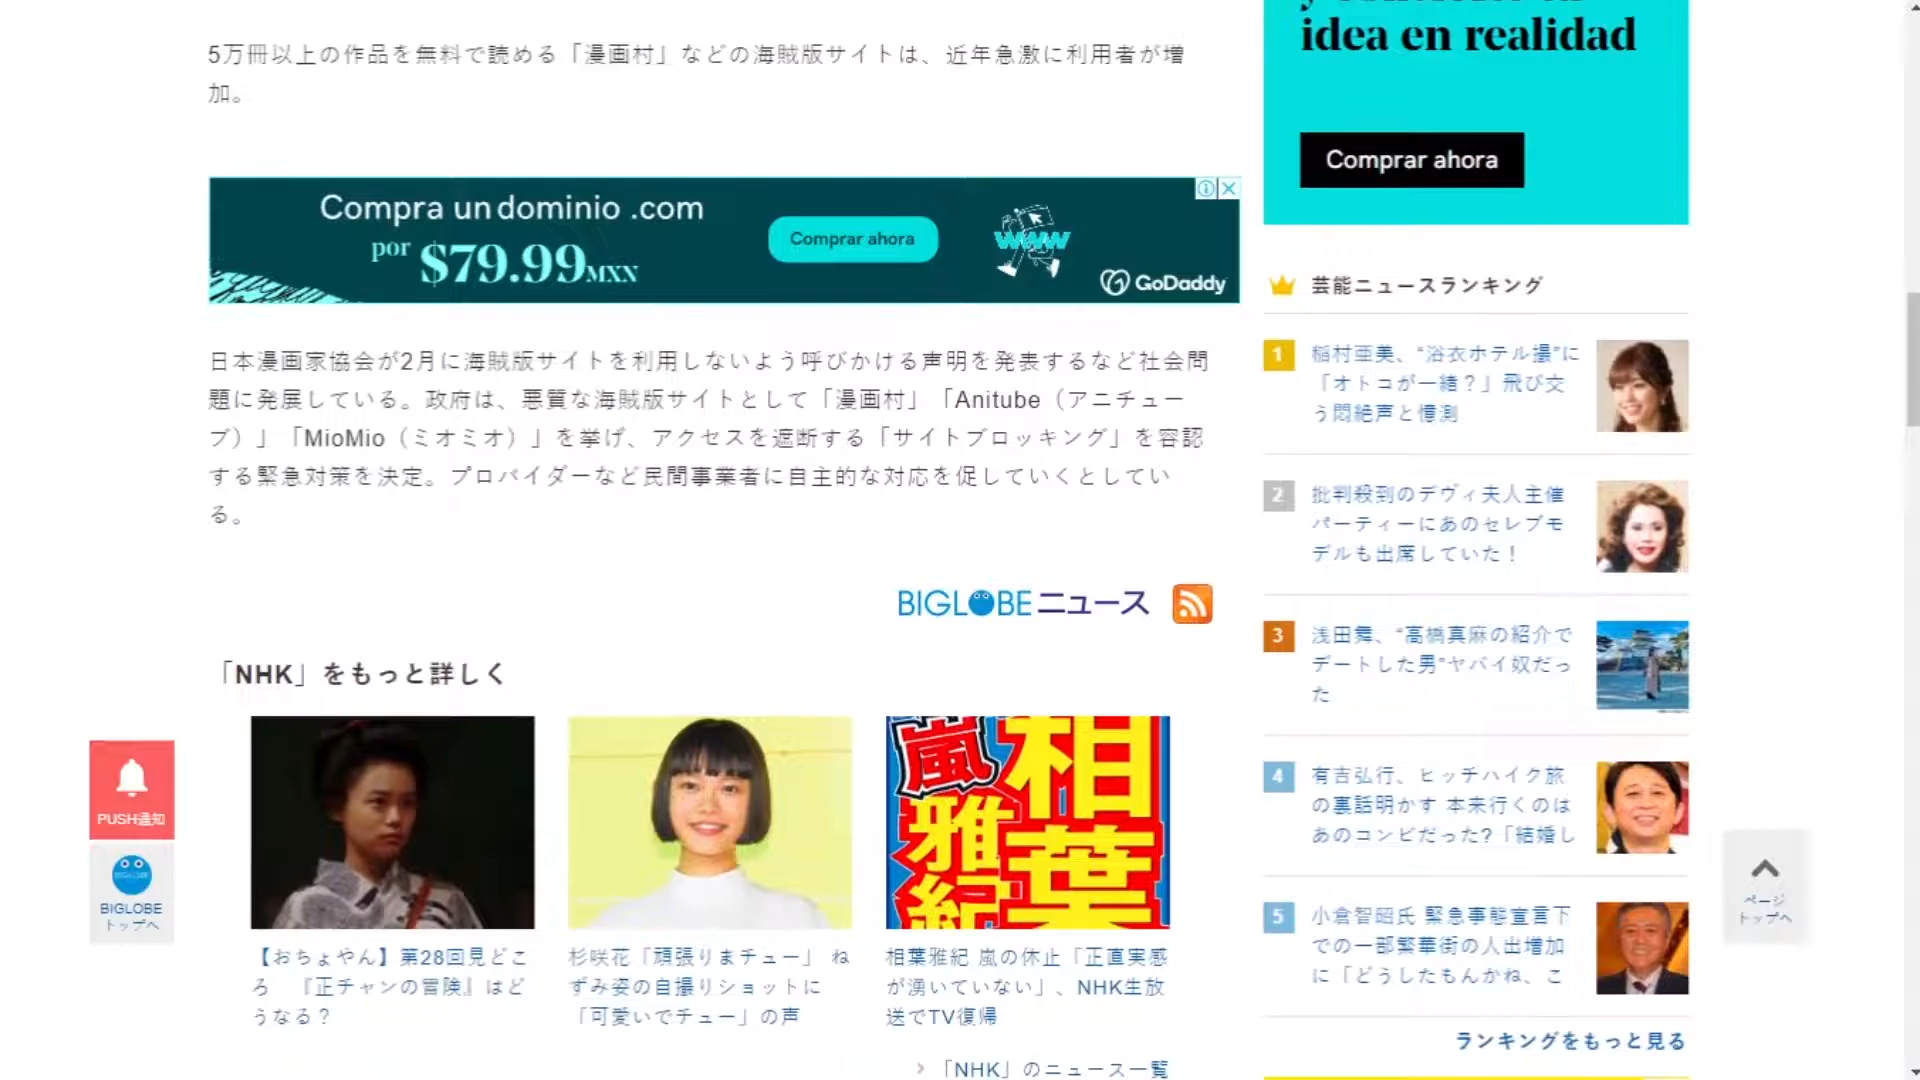 5万冊以上の作品を無料で読める「漫画村」などの海賊版サイトは、近年急激に利用者が増
加。
Compra un dominio .com
por $79.99MXN
Comprar ahora
www
GoDaddy
日本漫画家協会が2月に海賊版サイトを利用しないよう呼びかける声明を発表するなど社会問
題に発展している。政府は、悪質な海賊版サイトとして「漫画村」「Anitube（アニチュー
ブ）」「MioMio（ミオミオ）」を挙げ、アクセスを遮断する「サイトブロッキング」を容認
する緊急対策を決定。プロバイダーなど民間事業者に自主的な対応を促していくとしてい
る。
BIGLOBEニュース
「NHK」をもっと詳しく
嵐
相葉
雅紀
【おちょやん】第28回見どこ
ろ 『正チャンの冒険』はど
うなる？
杉咲花「頑張りまチュー」 ね
ずみ姿の自撮りショットに
「可愛いでチュー」の声
相葉雅紀 嵐の休止「正直実感
が湧いていない」、NHK生放
送でTV復帰
「NHK」のニュース一覧
PUSH通知
BIGLOBE
BIGLOBE
トップへ
idea en realidad
Comprar ahora
芸能ニュースランキング
1
稲村亜美、“浴衣ホテル撮”に
「オトコが一緒？」飛び交
う悶絶声と憶測
2
批判殺到のデヴィ夫人主催
パーティーにあのセレブモ
デルも出席していた！
3
浅田舞、“高橋真麻の紹介で
デートした男”ヤバイ奴だっ
た
4
有吉弘行、ヒッチハイク旅
の裏話明かす 本来行くのは
あのコンビだった?「結婚し
5
小倉智昭氏 緊急事態宣言下
での一部繁華街の人出増加
に「どうしたもんかね、こ
ランキングをもっと見る
ページ
トップへ